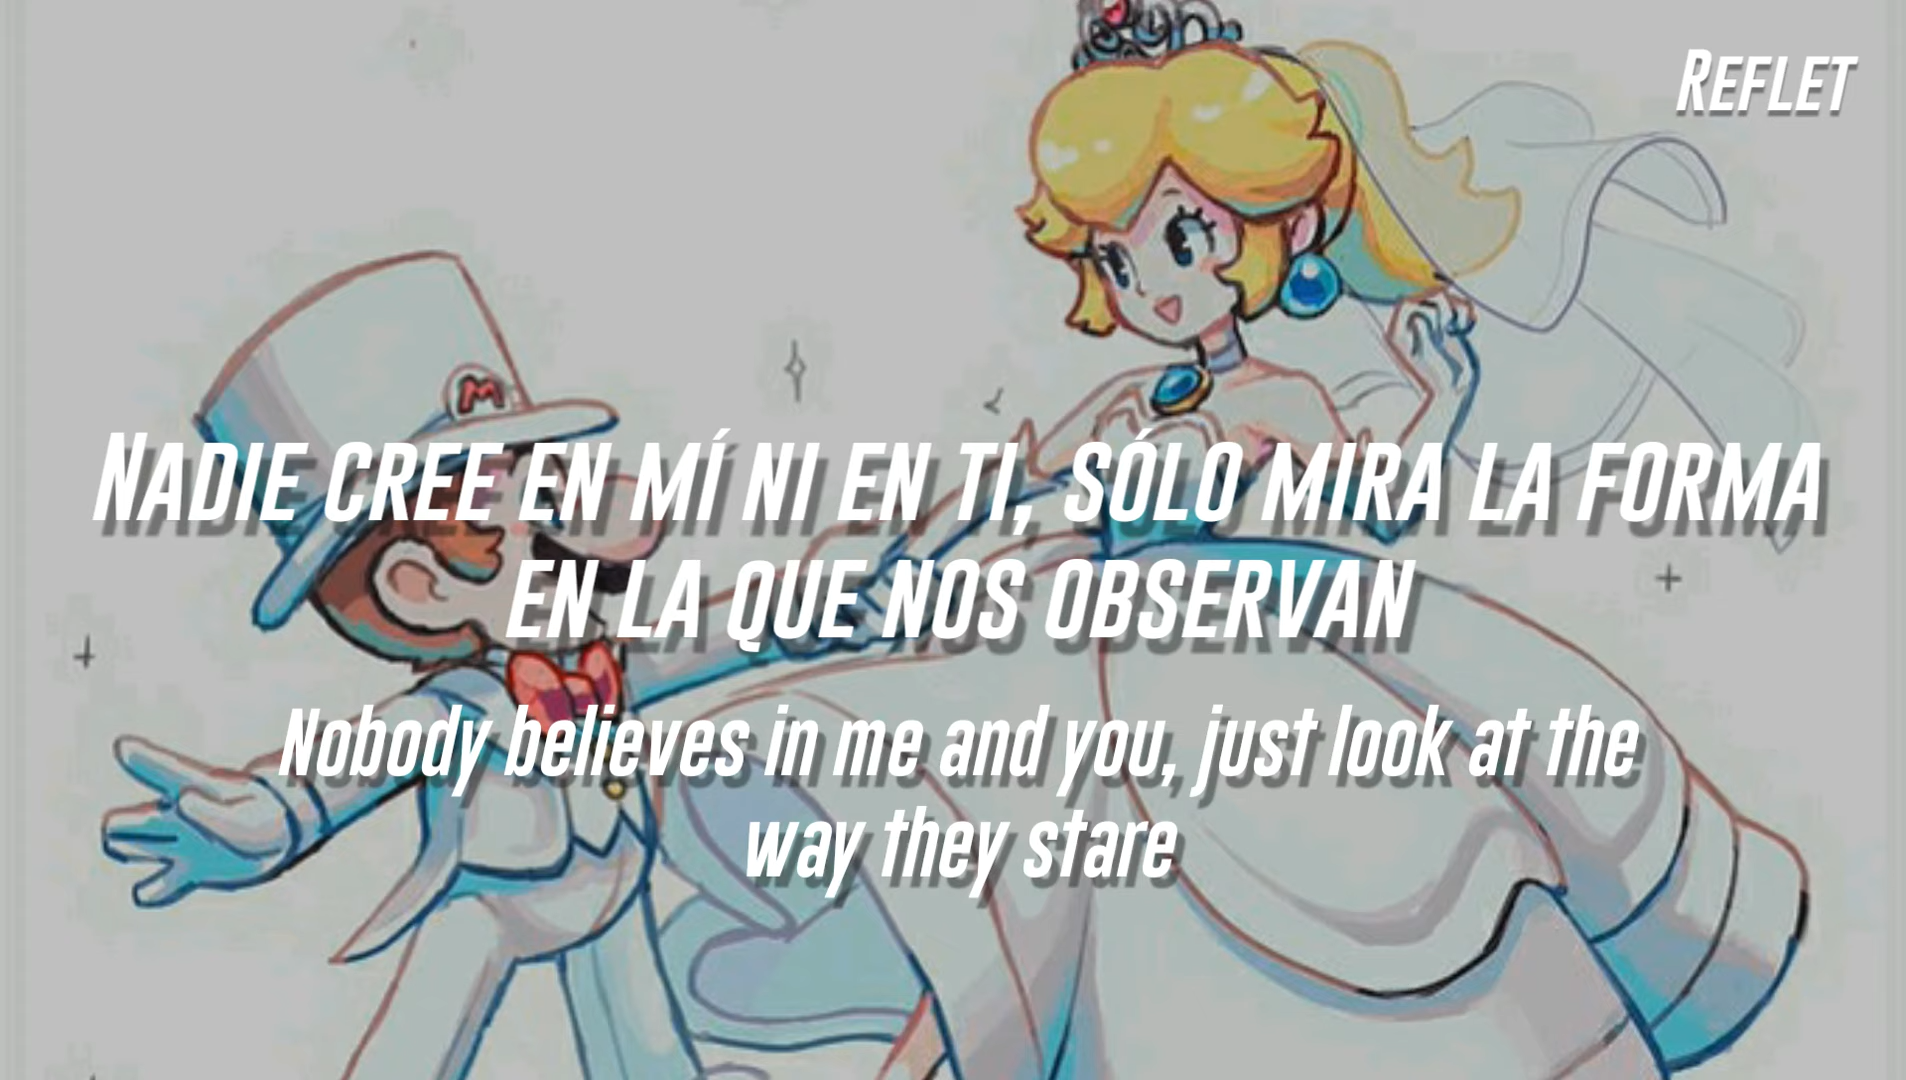 REFLET
M
NADIE CREE EN MÍ NI EN TI, SÓLO MIRA LA FORMA
EN LA QUE NOS OBSERVAN
Nobody believes in me and you, just look at the
way they stare